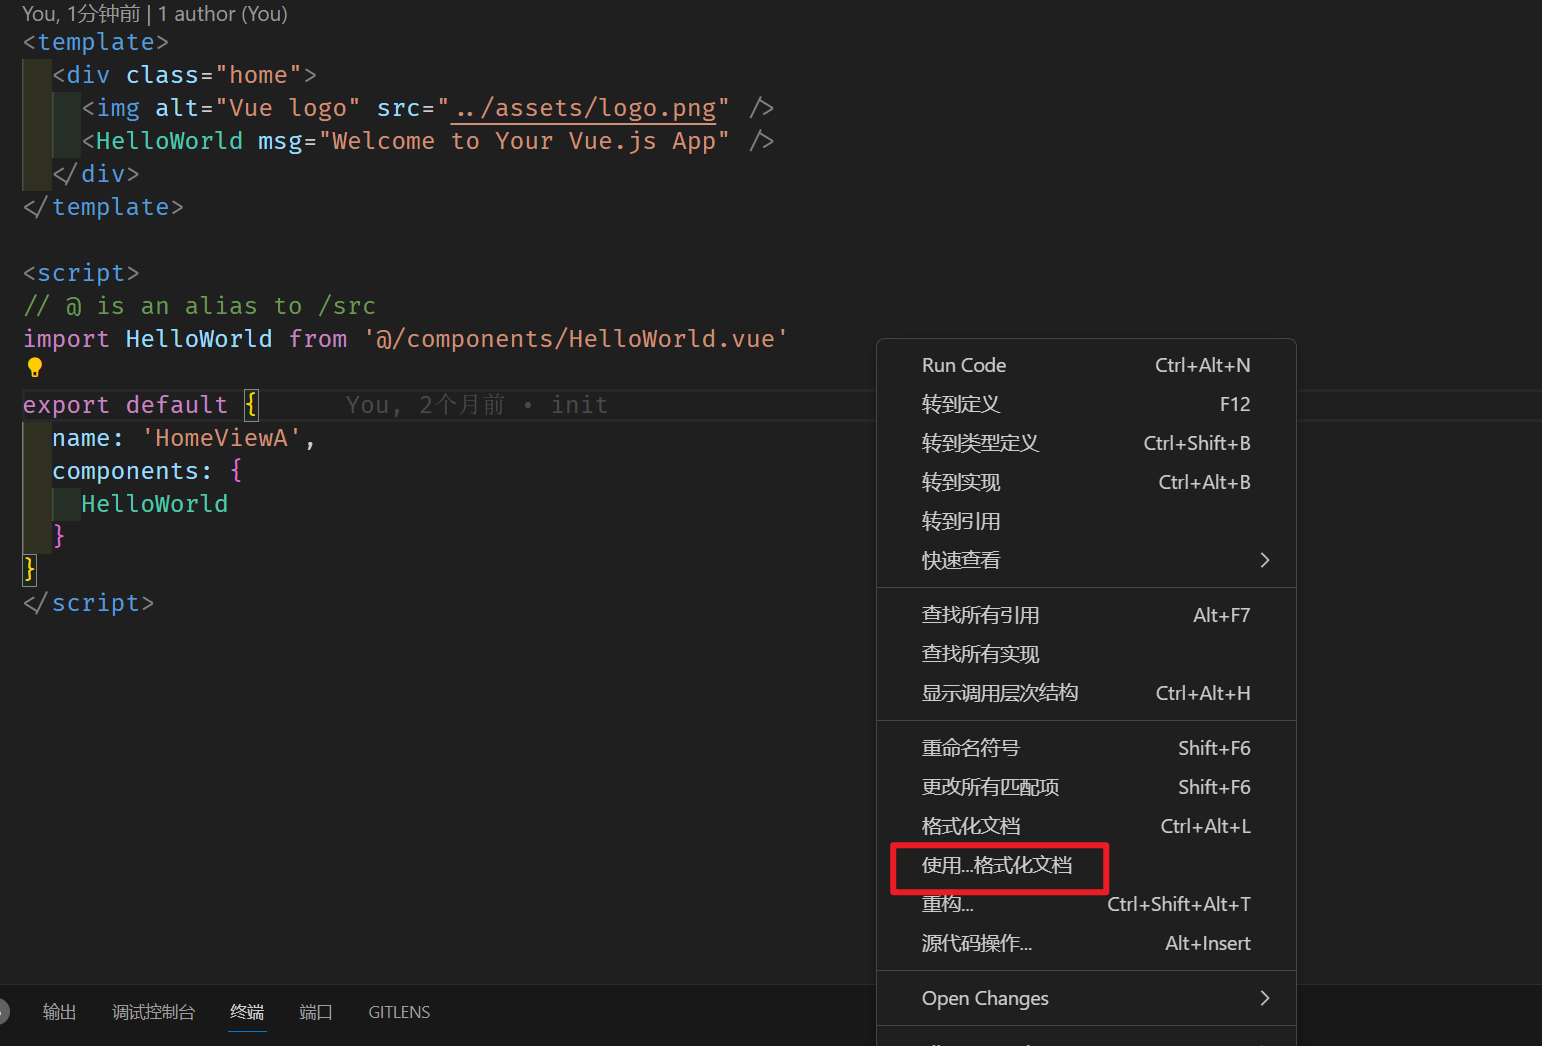 You, 1分钟前 | 1 author (You)
<template>
<div class="home">
<img alt="Vue logo" src="../assets/logo.png" />
<HelloWorld msg="Welcome to Your Vue.js App" />
</div>
</template>
<script>
// @ is an alias to /src
import HelloWorld from '@/components/HelloWorld.vue'
export default { You, 2个月前 • init
name: 'HomeViewA',
components: {
HelloWorld
}
}
</script>
Run Code Ctrl+Alt+N
转到定义 F12
转到类型定义 Ctrl+Shift+B
转到实现 Ctrl+Alt+B
转到引用
快速查看
查找所有引用 Alt+F7
查找所有实现
显示调用层次结构 Ctrl+Alt+H
重命名符号 Shift+F6
更改所有匹配项 Shift+F6
格式化文档 Ctrl+Alt+L
使用...格式化文档
重构... Ctrl+Shift+Alt+T
源代码操作... Alt+Insert
Open Changes
输出 调试控制台 终端 端口 GITLENS